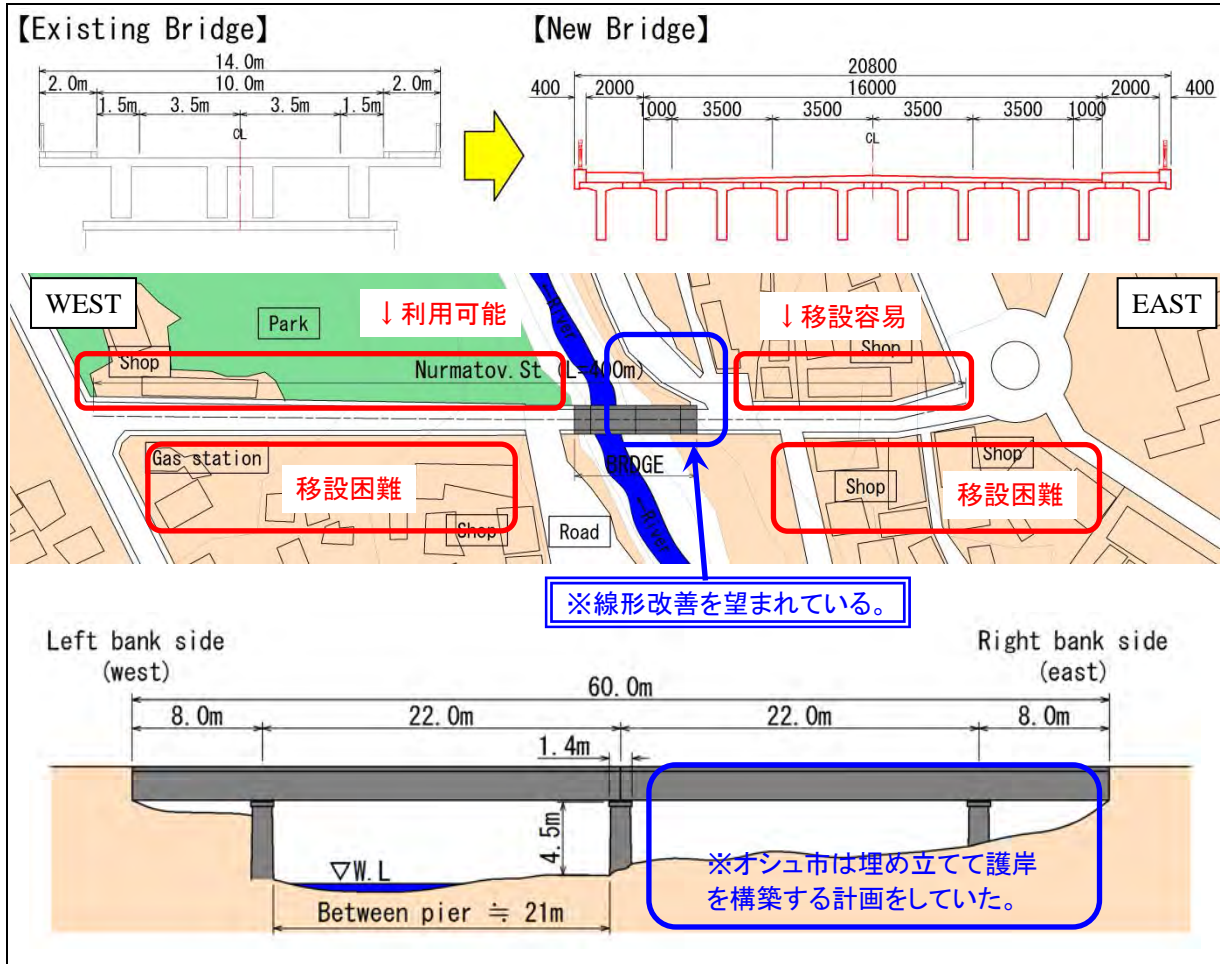 【Existing Bridge】
14.0m
2.0m 10.0m 2.0m
1.5m 3.5m 3.5m 1.5m
CL
【New Bridge】
20800
400 2000 16000 2000 400
1000 3500 3500 3500 3500 1000
CL
WEST
EAST
Park
↓利用可能
←River
↓移設容易
Shop
Shop
Nurmatov.St (L=400m)
Gas station
移設困難
Shop
BRDGE
Road
←River
Shop
Shop
移設困難
※線形改善を望まれている。
Left bank side
(west)
Right bank side
(east)
60.0m
8.0m 22.0m 22.0m 8.0m
1.4m
4.5m
▽W.L
Between pier ≒ 21m
※オシュ市は埋め立てて護岸
を構築する計画をしていた。